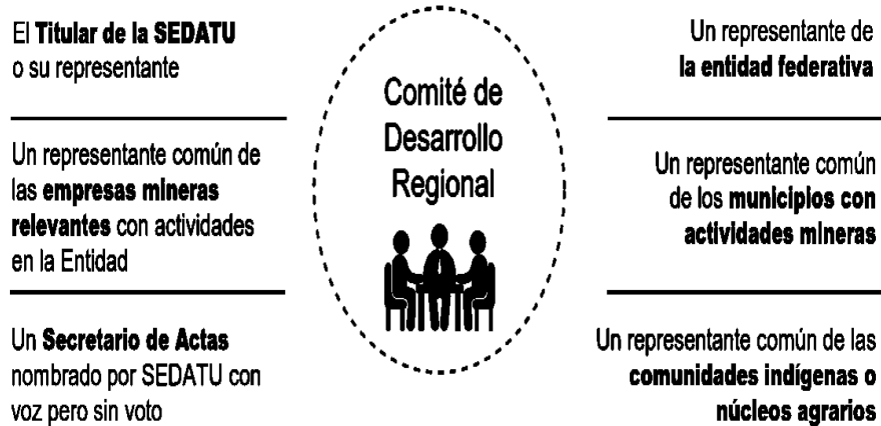 El Titular de la SEDATU
o su representante
Un representante común de
las empresas mineras
relevantes con actividades
en la Entidad
Un Secretario de Actas
nombrado por SEDATU con
voz pero sin voto
Comité de
Desarrollo
Regional
Un representante de
la entidad federativa
Un representante común
de los municipios con
actividades mineras
Un representante común de las
comunidades indígenas o
núcleos agrarios